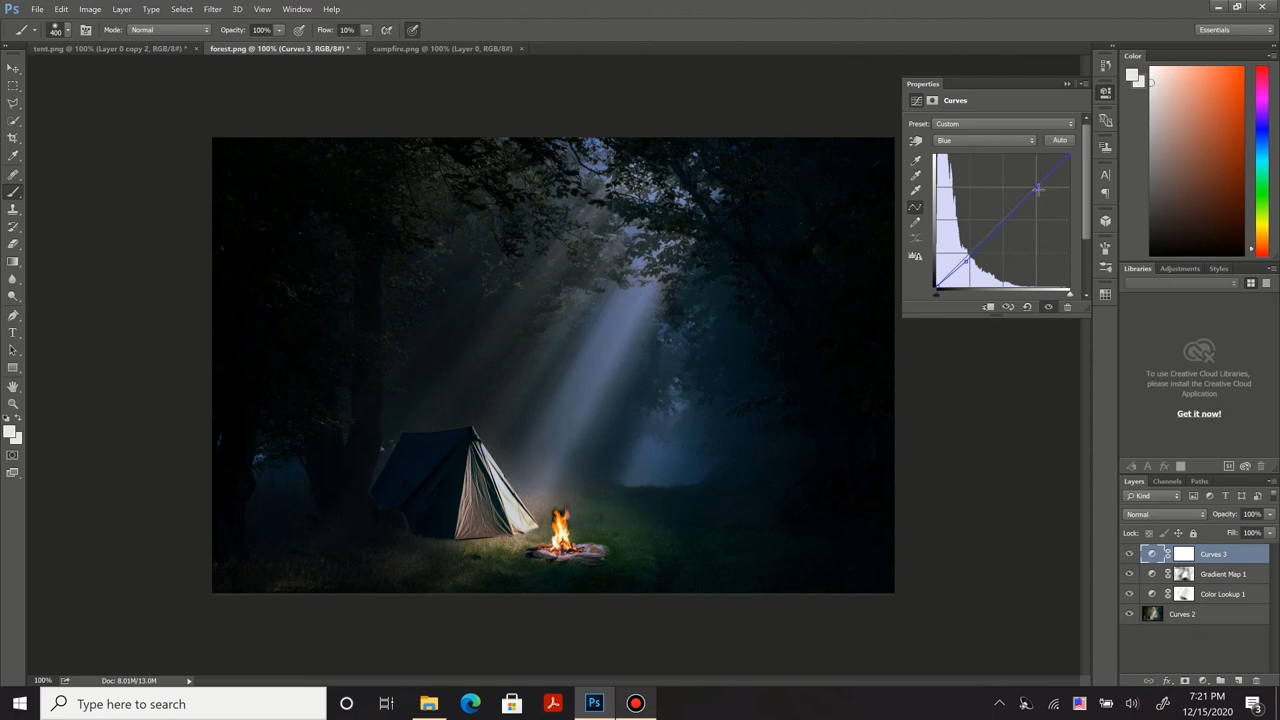 Ps File Edit Image Layer Type Select Filter 3D View Window Help
400 Mode: Normal Opacity: 100% Flow: 10% Essentials
tent.png @ 100% (Layer 0 copy 2, RGB/8#) * × forest.png @ 100% (Curves 3, RGB/8#) * × campfire.png @ 100% (Layer 0, RGB/8#) ×
Properties
Curves
Preset: Custom
Blue Auto
Color
Libraries Adjustments Styles
To use Creative Cloud Libraries,
please install the Creative Cloud
Application
Get it now!
Layers Channels Paths
Kind
Normal Opacity: 100%
Lock: Fill: 100%
Curves 3
Gradient Map 1
Color Lookup 1
Curves 2
100% Doc: 8.01M/13.0M
Type here to search
Ps
7:21 PM
12/15/2020
3